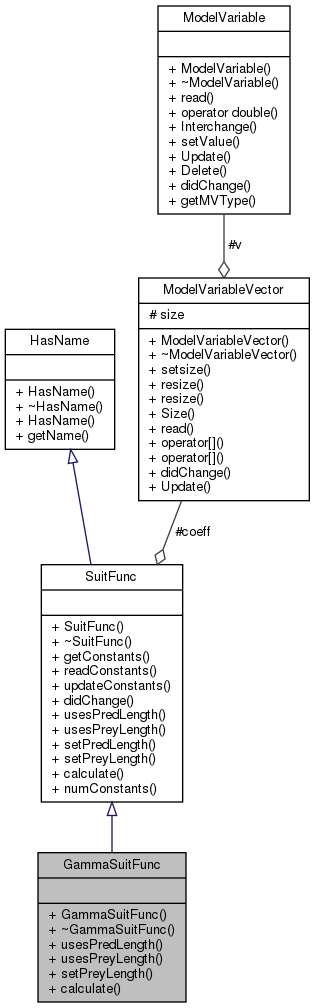 ModelVariable
+ ModelVariable()
+ ~ModelVariable()
+ read()
+ operator double()
+ Interchange()
+ setValue()
+ Update()
+ Delete()
+ didChange()
+ getMVType()
#v
ModelVariableVector
# size
+ ModelVariableVector()
+ ~ModelVariableVector()
+ setsize()
+ resize()
+ resize()
+ Size()
+ read()
+ operator[]()
+ operator[]()
+ didChange()
+ Update()
HasName
+ HasName()
+ ~HasName()
+ HasName()
+ getName()
#coeff
SuitFunc
+ SuitFunc()
+ ~SuitFunc()
+ getConstants()
+ readConstants()
+ updateConstants()
+ didChange()
+ usesPredLength()
+ usesPreyLength()
+ setPredLength()
+ setPreyLength()
+ calculate()
+ numConstants()
GammaSuitFunc
+ GammaSuitFunc()
+ ~GammaSuitFunc()
+ usesPredLength()
+ usesPreyLength()
+ setPreyLength()
+ calculate()